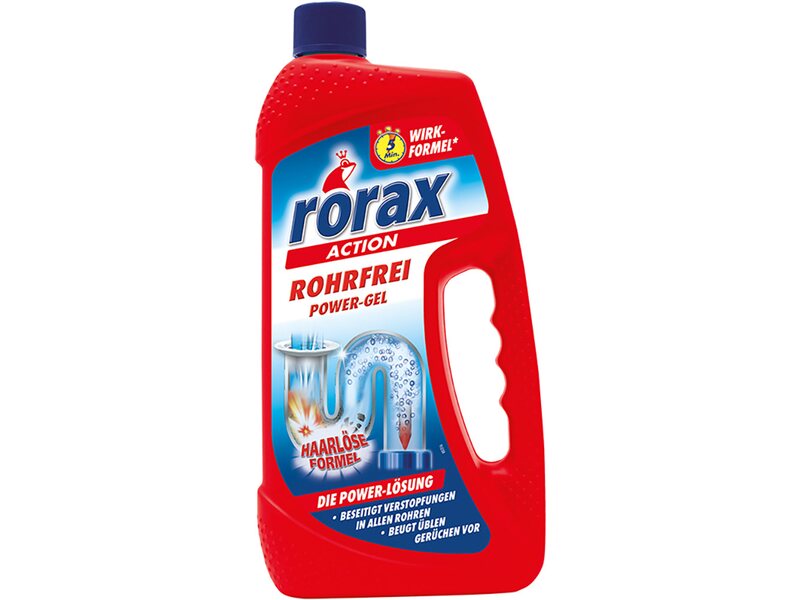 5
Min.
WIRK-
FORMEL*
rorax
ACTION
ROHRFREI
POWER-GEL
HAARLÖSE
FORMEL
DIE POWER-LÖSUNG
• BESEITIGT VERSTOPFUNGEN
IN ALLEN ROHREN
• BEUGT ÜBLEN
GERÜCHEN VOR